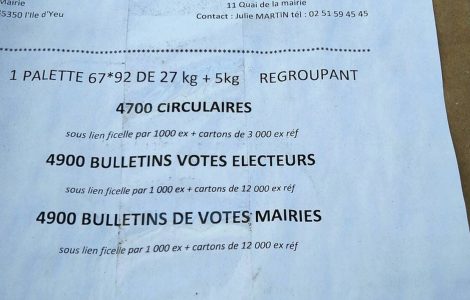 Mairie
11 Quai de la mairie
85350 l'Ile d'Yeu
Contact : Julie MARTIN tél : 02 51 59 45 45
1 PALETTE 67*92 DE 27 kg + 5kg REGROUPANT
4700 CIRCULAIRES
sous lien ficelle par 1000 ex + cartons de 3 000 ex réf
4900 BULLETINS VOTES ELECTEURS
sous lien ficelle par 1 000 ex + cartons de 12 000 ex réf
4900 BULLETINS DE VOTES MAIRIES
sous lien ficelle par 1 000 ex + cartons de 12 000 ex réf